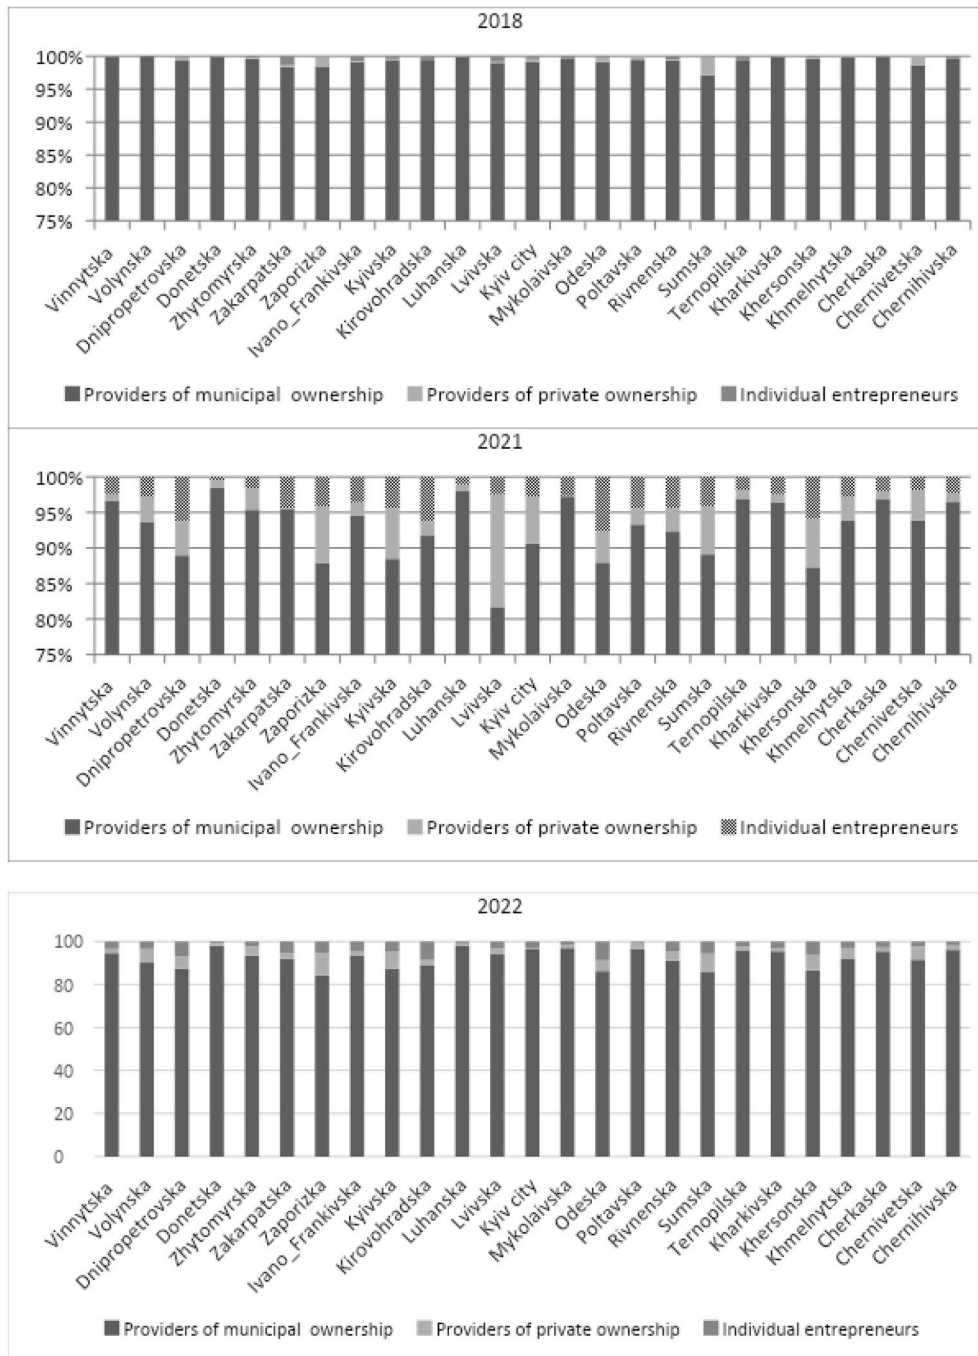 2018
100%
95%
90%
85%
80%
75%
Vinnytska
Volynska
Dnipropetrovska
Donetska
Zhytomyrska
Zakarpatska
Zaporizka
Ivano_Frankivska
Kyivska
Kirovohradska
Luhanska
Lvivska
Kyiv city
Mykolaivska
Odeska
Poltavska
Rivnenska
Sumska
Ternopilska
Kharkivska
Khersonska
Khmelnytska
Cherkaska
Chernivetska
Chernihivska
Providers of municipal ownership Providers of private ownership Individual entrepreneurs
2021
100%
95%
90%
85%
80%
75%
Vinnytska
Volynska
Dnipropetrovska
Donetska
Zhytomyrska
Zakarpatska
Zaporizka
Ivano_Frankivska
Kyivska
Kirovohradska
Luhanska
Lvivska
Kyiv city
Mykolaivska
Odeska
Poltavska
Rivnenska
Sumska
Ternopilska
Kharkivska
Khersonska
Khmelnytska
Cherkaska
Chernivetska
Chernihivska
Providers of municipal ownership Providers of private ownership Individual entrepreneurs
2022
100
80
60
40
20
0
Vinnytska
Volynska
Dnipropetrovska
Donetska
Zhytomyrska
Zakarpatska
Zaporizka
Ivano_Frankivska
Kyivska
Kirovohradska
Luhanska
Lvivska
Kyiv city
Mykolaivska
Odeska
Poltavska
Rivnenska
Sumska
Ternopilska
Kharkivska
Khersonska
Khmelnytska
Cherkaska
Chernivetska
Chernihivska
Providers of municipal ownership Providers of private ownership Individual entrepreneurs